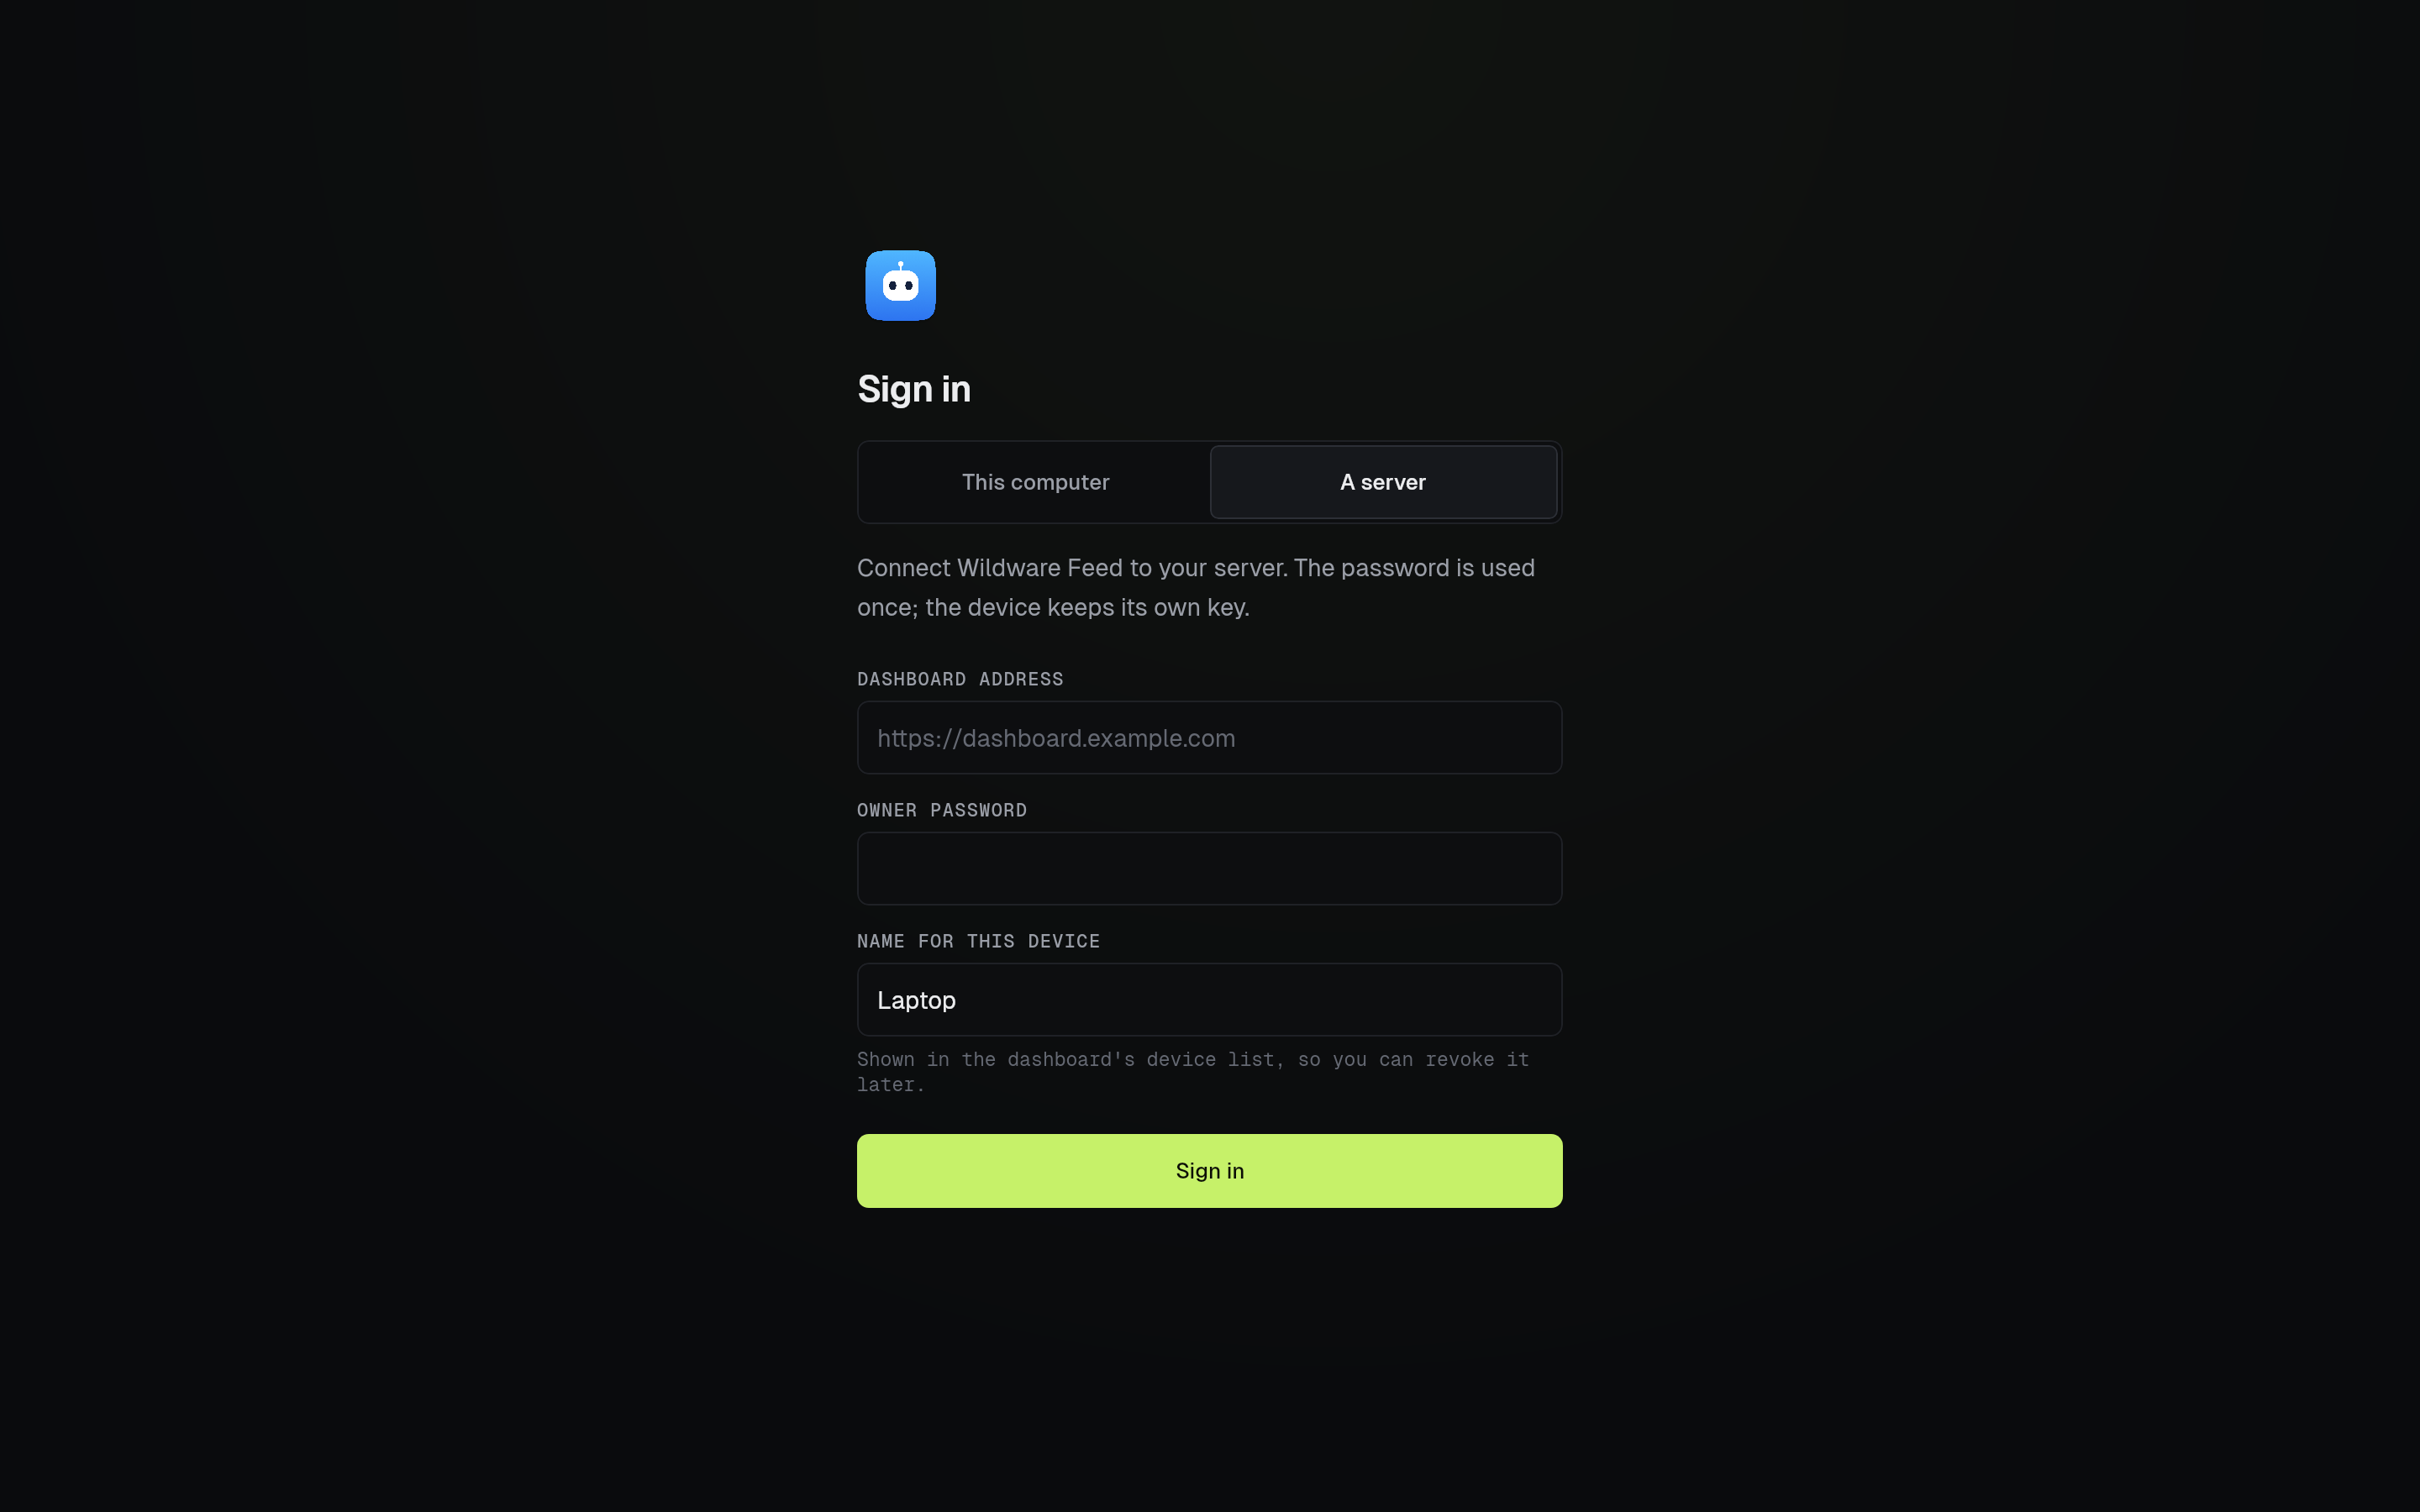 Sign in
This computer
A server
Connect Wildware Feed to your server. The password is used
once; the device keeps its own key.
DASHBOARD ADDRESS
https://dashboard.example.com
OWNER PASSWORD
NAME FOR THIS DEVICE
Laptop
Shown in the dashboard's device list, so you can revoke it
later.
Sign in